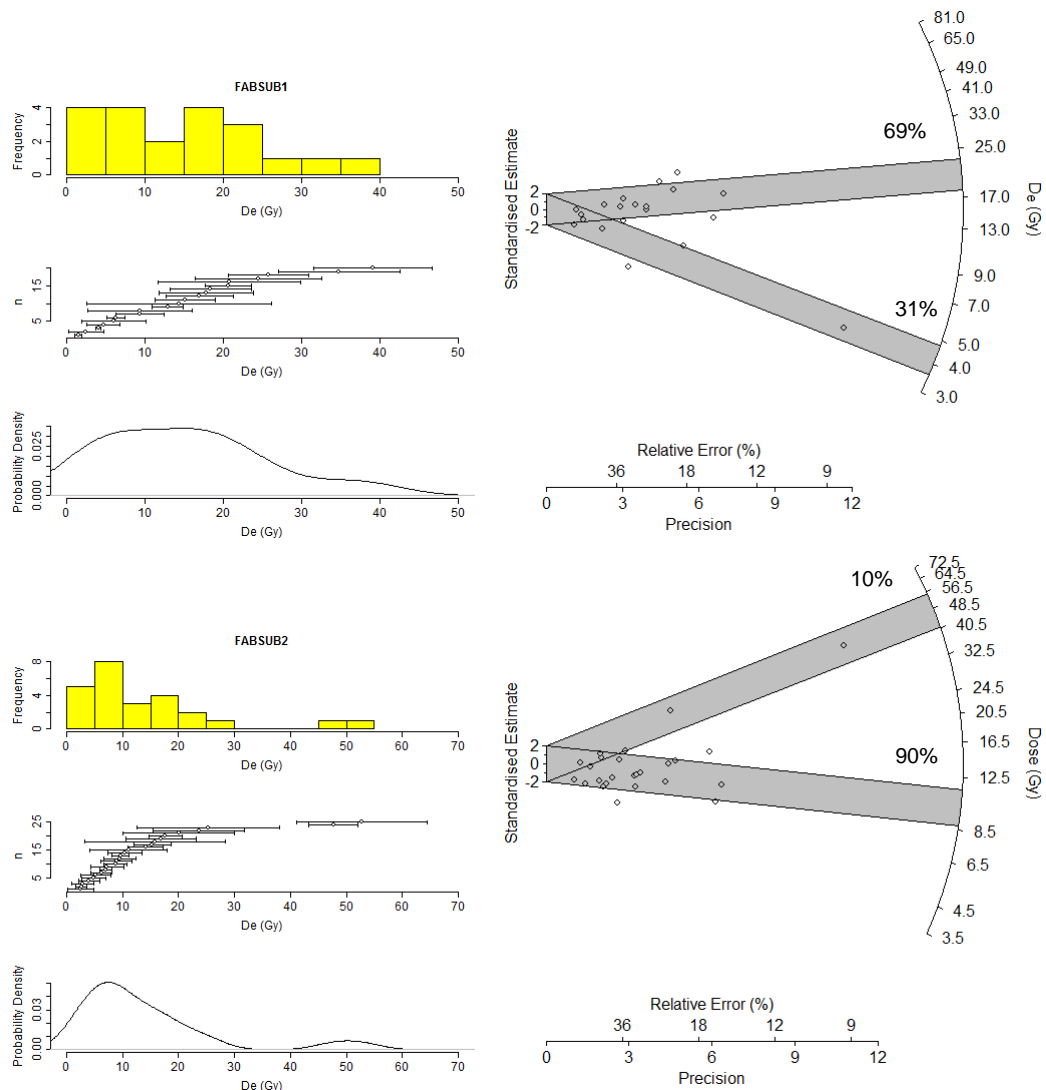 FABSUB1
Frequency
0 2 4
0 10 20 30 40 50
De (Gy)
n
5 15
0 10 20 30 40 50
De (Gy)
Probability Density
0.000 0.025
0 10 20 30 40 50
De (Gy)
Standardised Estimate
2
0
-2
69%
31%
81.0
65.0
49.0
41.0
33.0
25.0
17.0
13.0
9.0
7.0
5.0
4.0
3.0
De (Gy)
Relative Error (%)
36 18 12 9
0 3 6 9 12
Precision
FABSUB2
Frequency
0 4 8
0 10 20 30 40 50 60 70
De (Gy)
n
5 15 25
0 10 20 30 40 50 60 70
De (Gy)
Probability Density
0.00 0.03
0 10 20 30 40 50 60 70
De (Gy)
Standardised Estimate
2
0
-2
10%
90%
72.5
64.5
56.5
48.5
40.5
32.5
24.5
20.5
16.5
12.5
8.5
6.5
4.5
3.5
Dose (Gy)
Relative Error (%)
36 18 12 9
0 3 6 9 12
Precision